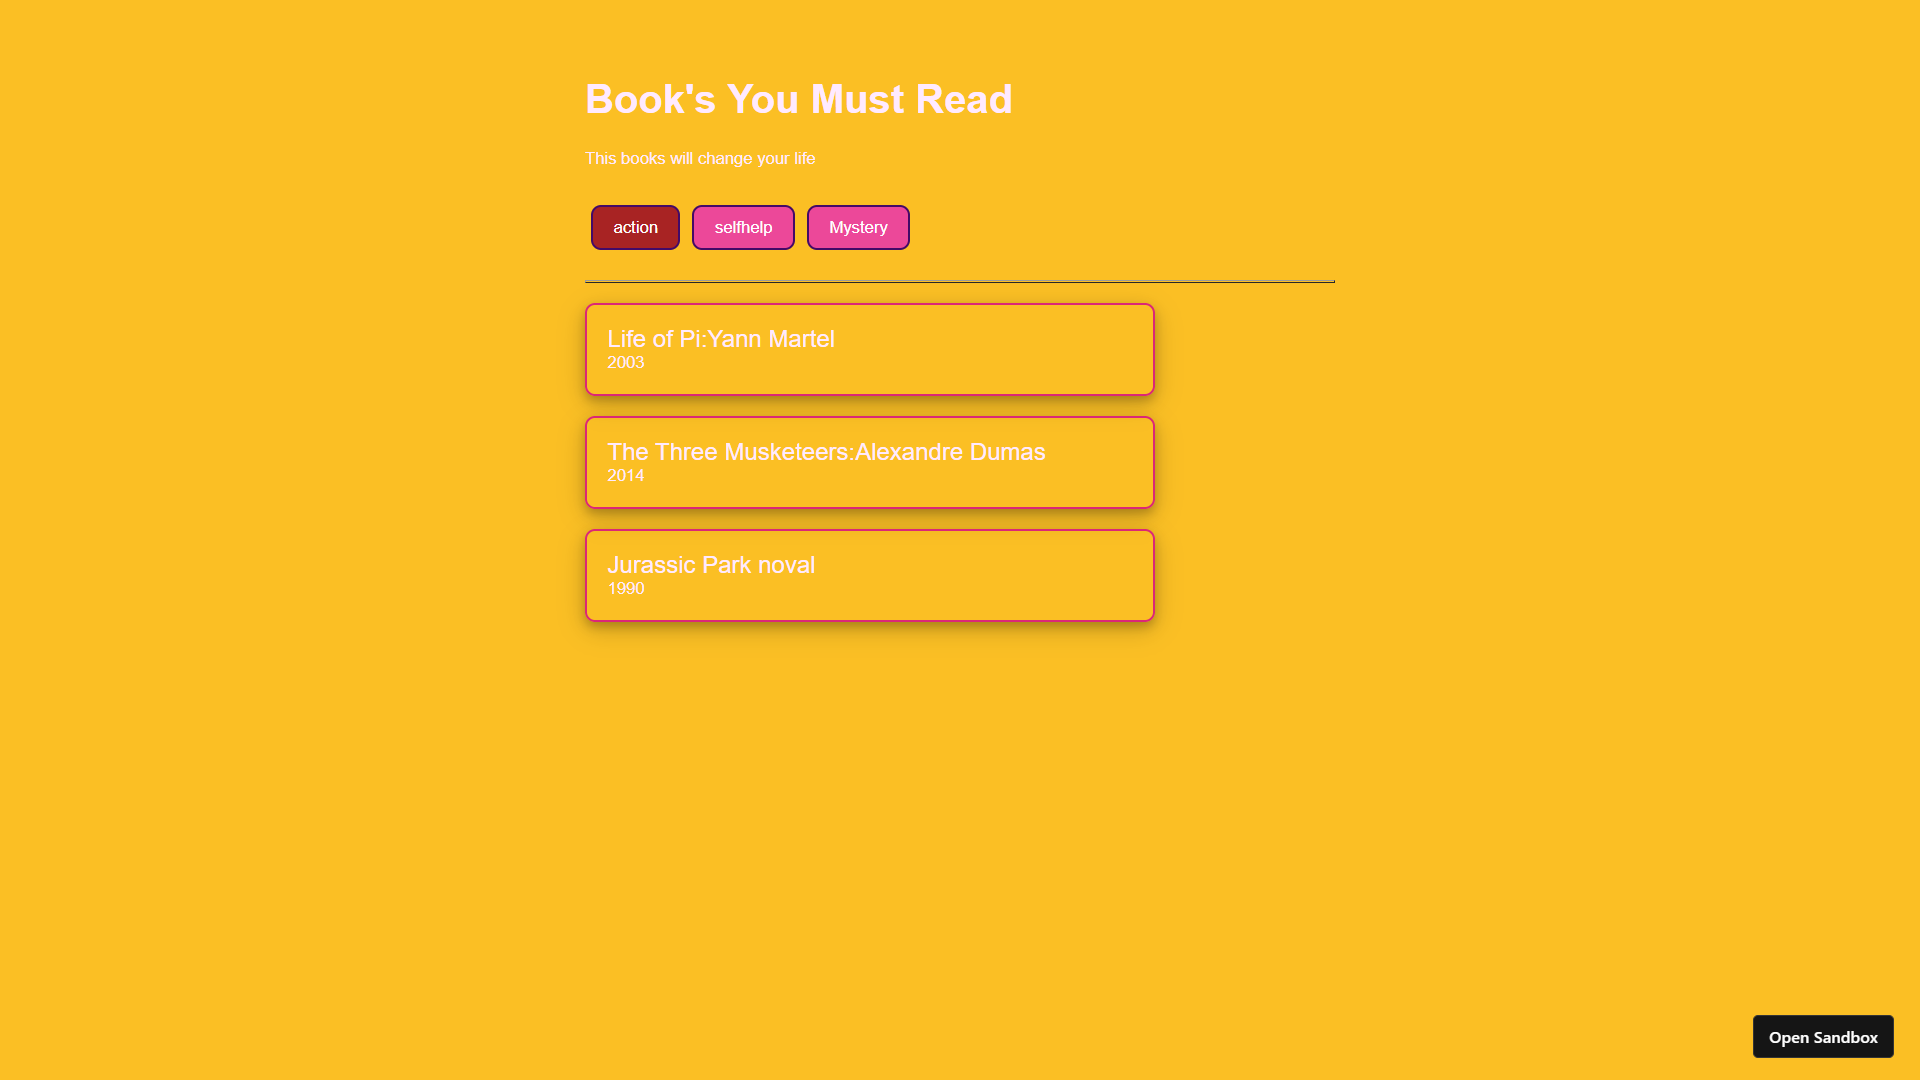 Book's You Must Read
This books will change your life
action selfhelp Mystery
Life of Pi:Yann Martel
2003
The Three Musketeers:Alexandre Dumas
2014
Jurassic Park noval
1990
Open Sandbox